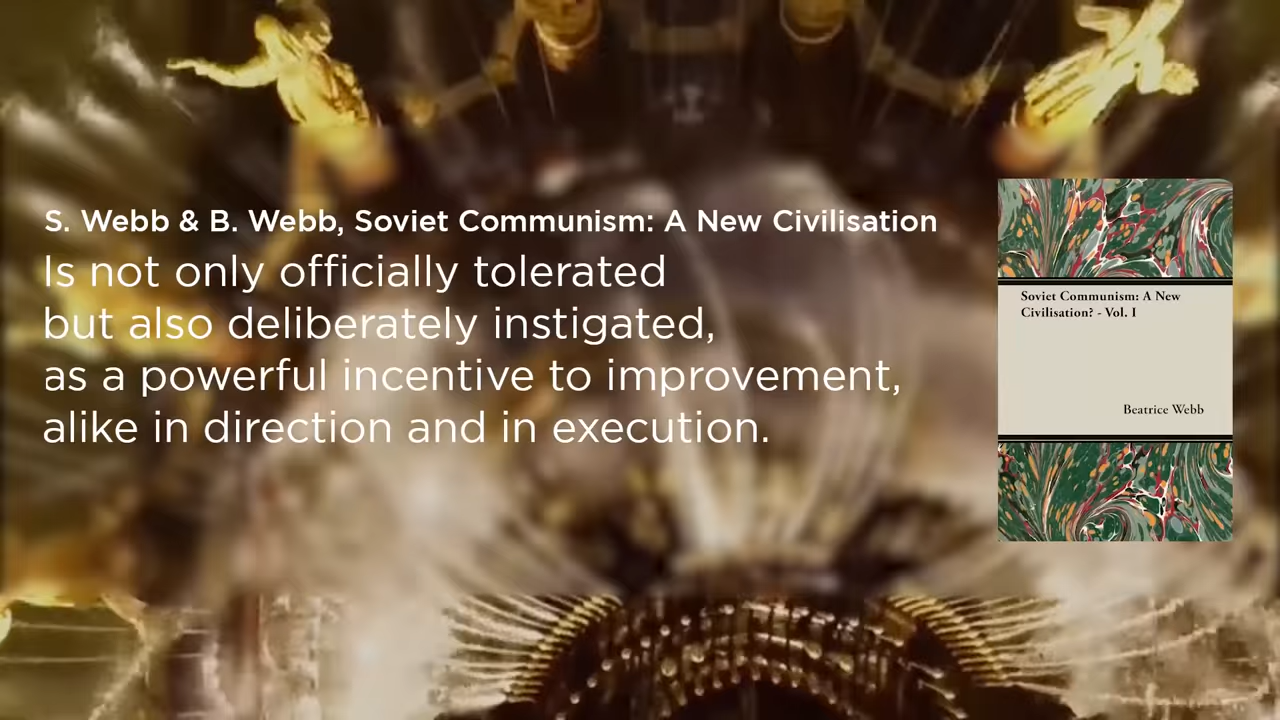 S. Webb & B. Webb, Soviet Communism: A New Civilisation
Is not only officially tolerated
but also deliberately instigated,
as a powerful incentive to improvement,
alike in direction and in execution.
Soviet Communism: A New
Civilisation? - Vol. I
Beatrice Webb